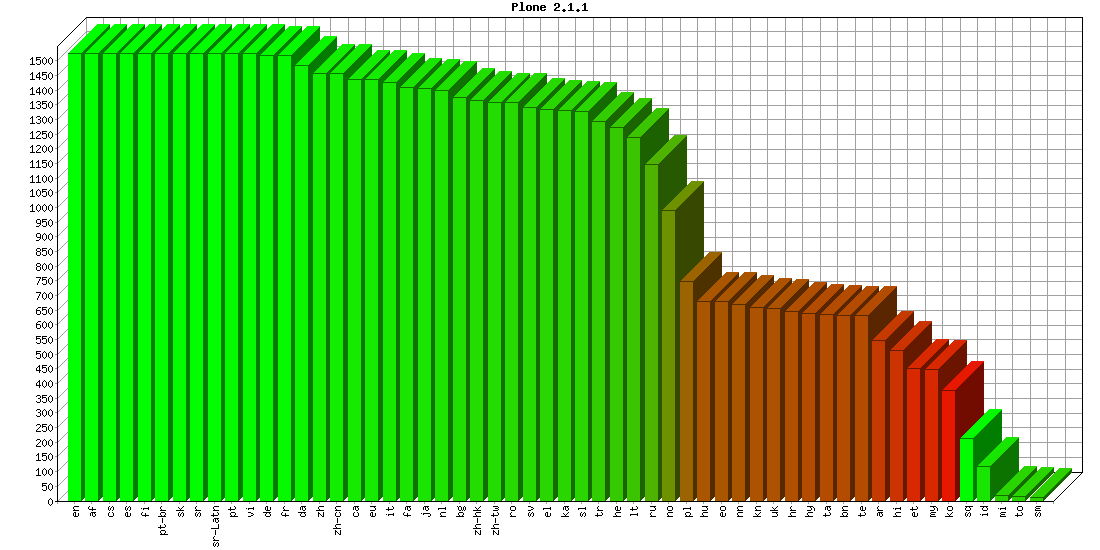 Plone 2.1.1
1500
1450
1400
1350
1300
1250
1200
1150
1100
1050
1000
950
900
850
800
750
700
650
600
550
500
450
400
350
300
250
200
150
100
50
0
en
af
cs
es
fi
pt-br
sk
sr
sr-Latn
pt
vi
de
fr
da
zh
zh-cn
ca
eu
it
fa
ja
nl
bg
zh-hk
zh-tw
ro
sv
el
ka
sl
tr
he
lt
ru
no
pl
hu
eo
nn
kn
uk
hr
hy
ta
bn
te
ar
hi
et
my
ko
sq
id
mi
to
sm